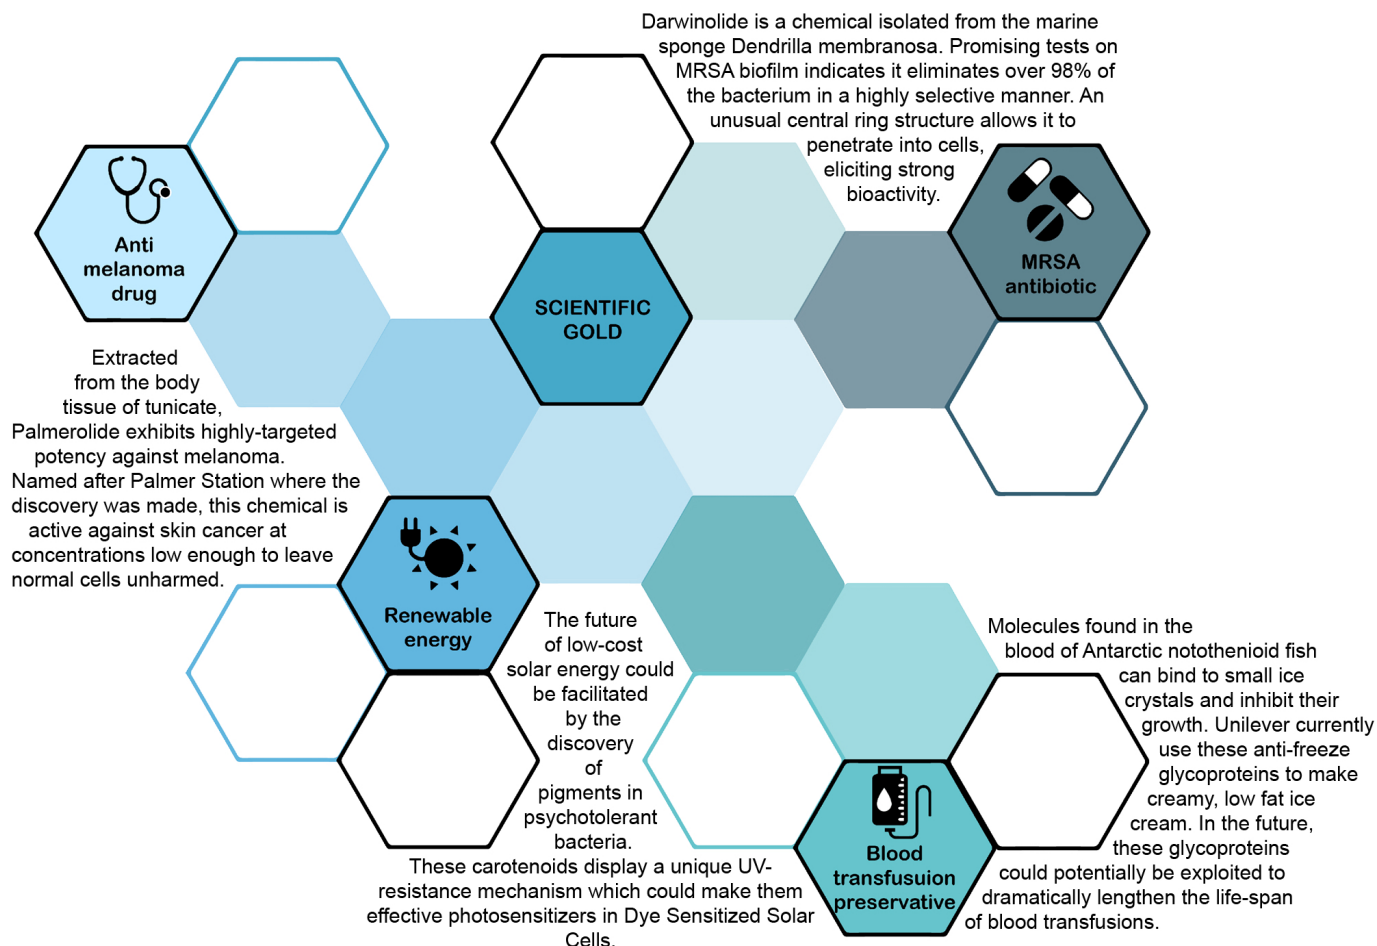 Darwinolide is a chemical isolated from the marine
sponge Dendrilla membranosa. Promising tests on
MRSA biofilm indicates it eliminates over 98% of
the bacterium in a highly selective manner. An
unusual central ring structure allows it to
penetrate into cells,
eliciting strong
bioactivity.
Anti
melanoma
drug
SCIENTIFIC
GOLD
MRSA
antibiotic
Extracted
from the body
tissue of tunicate,
Palmerolide exhibits highly-targeted
potency against melanoma.
Named after Palmer Station where the
discovery was made, this chemical is
active against skin cancer at
concentrations low enough to leave
normal cells unharmed.
Renewable
energy
The future
of low-cost
solar energy could
be facilitated
by the
discovery
of
pigments in
psychotolerant
bacteria.
These carotenoids display a unique UV-
resistance mechanism which could make them
effective photosensitizers in Dye Sensitized Solar
Cells.
Blood
transfusuion
preservative
Molecules found in the
blood of Antarctic notothenioid fish
can bind to small ice
crystals and inhibit their
growth. Unilever currently
use these anti-freeze
glycoproteins to make
creamy, low fat ice
cream. In the future,
these glycoproteins
could potentially be exploited to
dramatically lengthen the life-span
of blood transfusions.